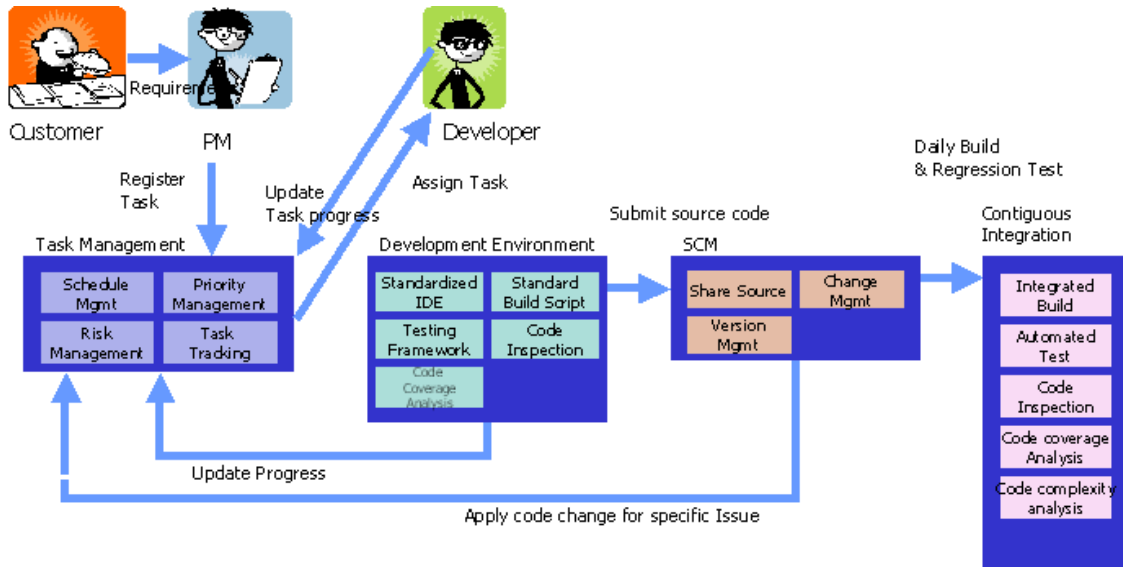 Requirement
Customer
PM
Developer
Register
Task
Update
Task progress
Assign Task
Daily Build
& Regression Test
Submit source code
Contiguous
Integration
Task Management
Schedule
Mgmt
Priority
Management
Risk
Management
Task
Tracking
Development Environment
Standardized
IDE
Standard
Build Script
Testing
Framework
Code
Inspection
Code
Coverage
Analysis
SCM
Share Source
Change
Mgmt
Version
Mgmt
Integrated
Build
Automated
Test
Code
Inspection
Code coverage
Analysis
Code complexity
analysis
Update Progress
Apply code change for specific Issue